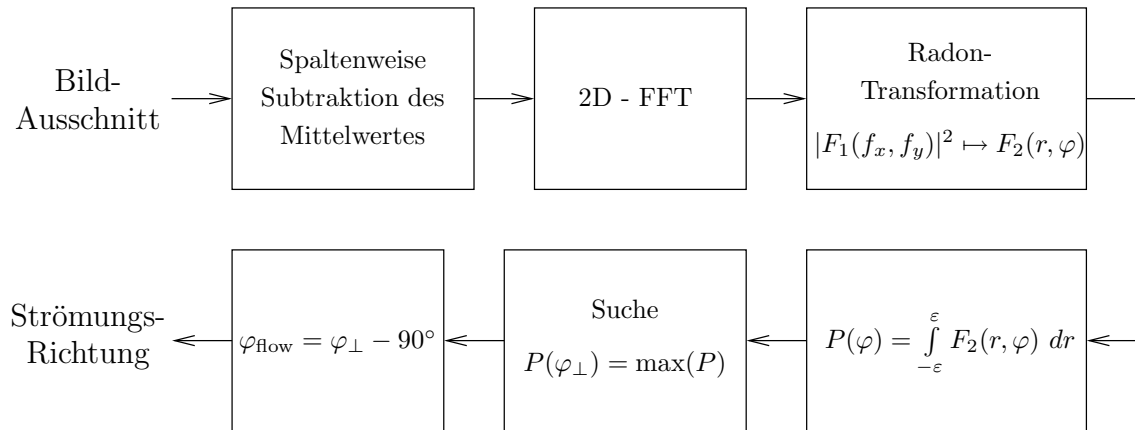 Bild-
Ausschnitt
Spaltenweise
Subtraktion des
Mittelwertes
2D - FFT
Radon-
Transformation
|F₁(fₓ, f_y)|² ↦ F₂(r, φ)
Strömungs-
Richtung
φ_flow = φ_⊥ − 90°
Suche
P(φ_⊥) = max(P)
P(φ) = ∫_{−ε}^{ε} F₂(r, φ) dr